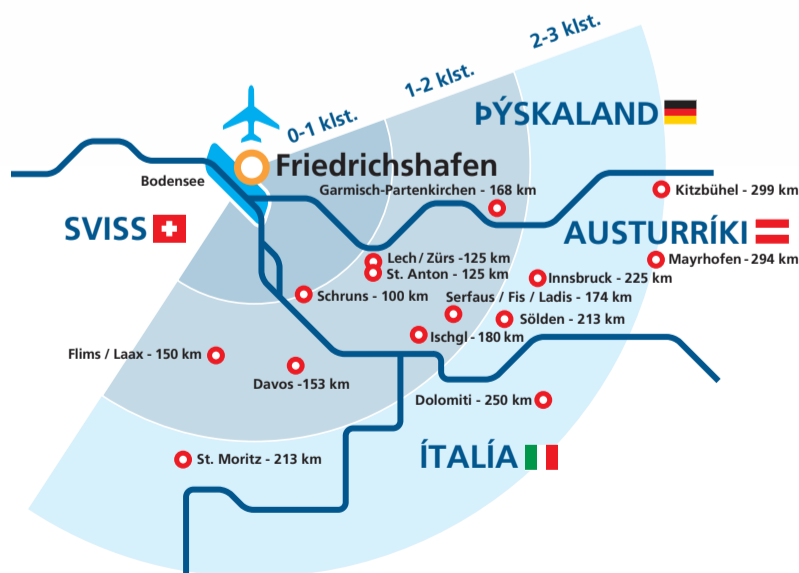 2-3 klst.
1-2 klst.
0-1 klst.
ÞÝSKALAND
Friedrichshafen
Bodensee
Garmisch-Partenkirchen - 168 km
Kitzbühel - 299 km
SVISS
AUSTURRÍKI
Lech / Zürs -125 km
Mayrhofen - 294 km
St. Anton - 125 km
Innsbruck - 225 km
Schruns - 100 km
Serfaus / Fis / Ladis - 174 km
Sölden - 213 km
Ischgl - 180 km
Flims / Laax - 150 km
Davos -153 km
Dolomiti - 250 km
St. Moritz - 213 km
ÍTALÍA